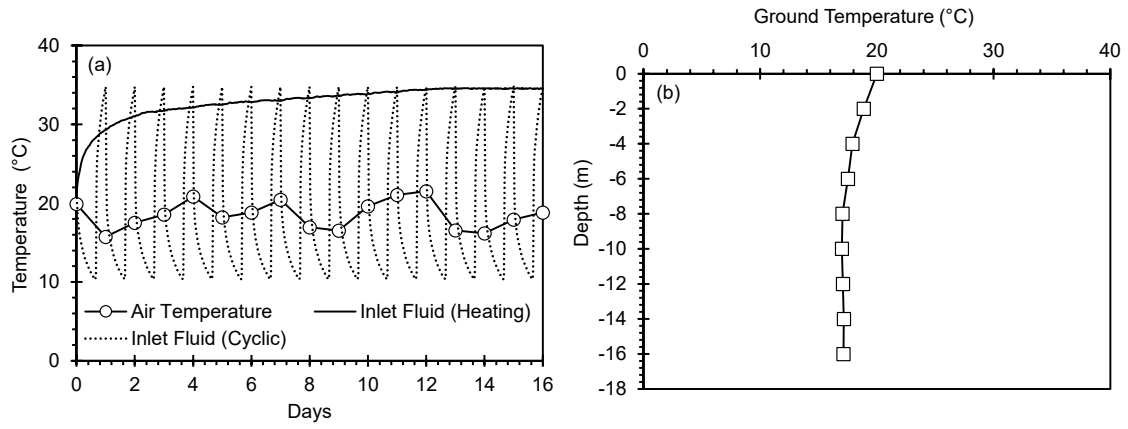 (a)
Temperature (°C)
40
30
20
10
0
Air Temperature
Inlet Fluid (Heating)
Inlet Fluid (Cyclic)
0 2 4 6 8 10 12 14 16
Days
Ground Temperature (°C)
0 10 20 30 40
(b)
Depth (m)
0
-2
-4
-6
-8
-10
-12
-14
-16
-18